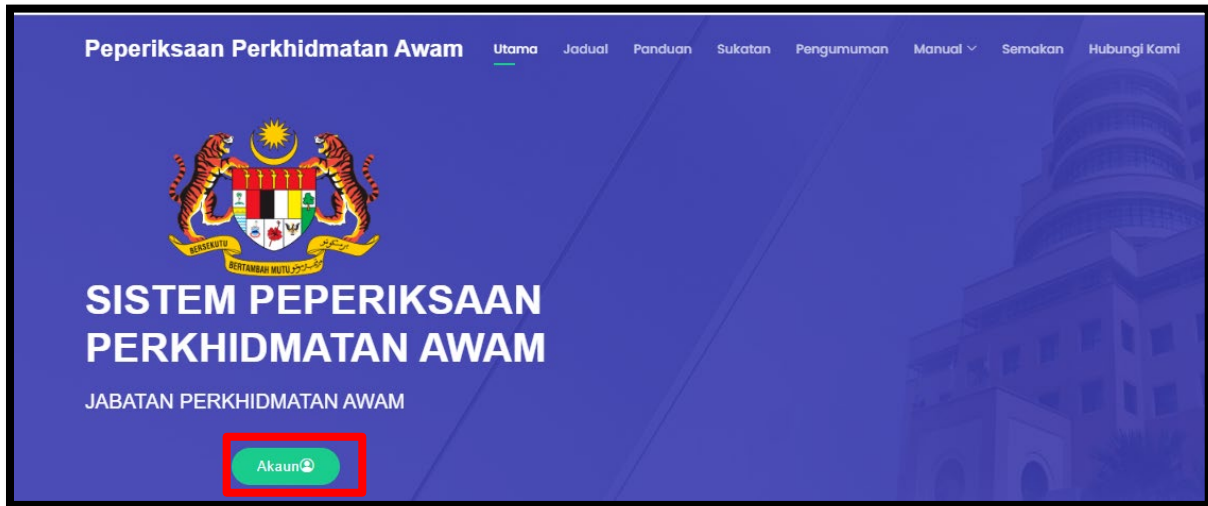 Peperiksaan Perkhidmatan Awam Utama Jadual Panduan Sukatan Pengumuman Manual Semakan Hubungi Kami
BERSEKUTU
BERTAMBAH MUTU
SISTEM PEPERIKSAAN
PERKHIDMATAN AWAM
JABATAN PERKHIDMATAN AWAM
Akaun